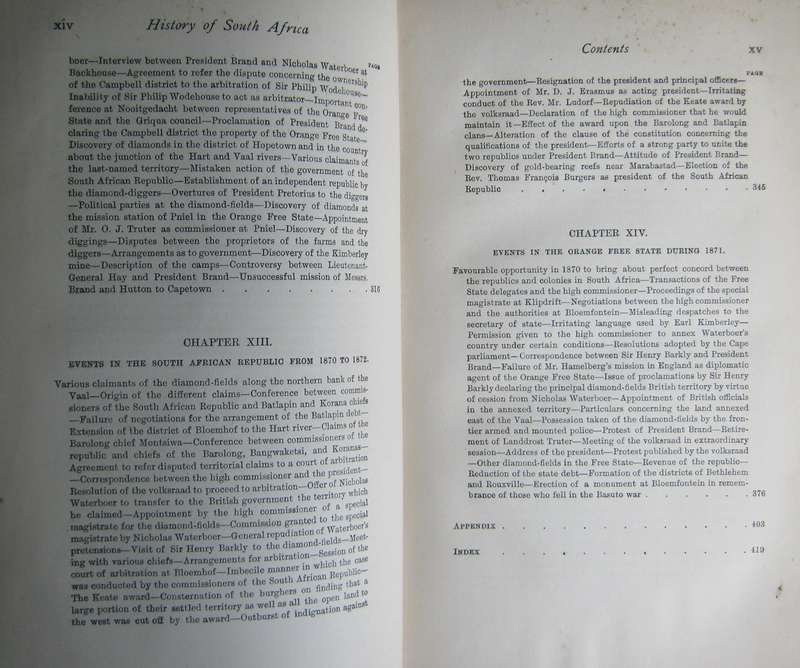 xiv History of South Africa
PAGE
boer—Interview between President Brand and Nicholas Waterboer at
Backhouse—Agreement to refer the dispute concerning the ownership
of the Campbell district to the arbitration of Sir Philip Wodehouse—
Inability of Sir Philip Wodehouse to act as arbitrator—Important con-
ference at Nooitgedacht between representatives of the Orange Free
State and the Griqua council—Proclamation of President Brand de-
claring the Campbell district the property of the Orange Free State—
Discovery of diamonds in the district of Hopetown and in the country
about the junction of the Hart and Vaal rivers—Various claimants of
the last-named territory—Mistaken action of the government of the
South African Republic—Establishment of an independent republic by
the diamond-diggers—Overtures of President Pretorius to the diggers
—Political parties at the diamond-fields—Discovery of diamonds at
the mission station of Pniel in the Orange Free State—Appointment
of Mr. O. J. Truter as commissioner at Pniel—Discovery of the dry
diggings—Disputes between the proprietors of the farms and the
diggers—Arrangements as to government—Discovery of the Kimberley
mine—Description of the camps—Controversy between Lieutenant-
General Hay and President Brand—Unsuccessful mission of Messrs.
Brand and Hutton to Capetown . . . . . . . . 316
CHAPTER XIII.
EVENTS IN THE SOUTH AFRICAN REPUBLIC FROM 1870 TO 1872.
Various claimants of the diamond-fields along the northern bank of the
Vaal—Origin of the different claims—Conference between commis-
sioners of the South African Republic and Batlapin and Korana chiefs
—Failure of negotiations for the arrangement of the Batlapin debt—
Extension of the district of Bloemhof to the Hart river—Claims of the
Barolong chief Montsiwa—Conference between commissioners of the
republic and chiefs of the Barolong, Bangwaketsi, and Koranas—
Agreement to refer disputed territorial claims to a court of arbitration
—Correspondence between the high commissioner and the president—
Resolution of the volksraad to proceed to arbitration—Offer of Nicholas
Waterboer to transfer to the British government the territory which
he claimed—Appointment by the high commissioner of a special
magistrate for the diamond-fields—Commission granted to the special
magistrate by Nicholas Waterboer—General repudiation of Waterboer's
pretensions—Visit of Sir Henry Barkly to the diamond-fields—Meet-
ing with various chiefs—Arrangements for arbitration—Session of the
court of arbitration at Bloemhof—Imbecile manner in which the case
was conducted by the commissioners of the South African Republic—
The Keate award—Consternation of the burghers on finding that a
large portion of their settled territory as well as all the open land to
the west was cut off by the award—Outburst of indignation against
Contents xv
PAGE
the government—Resignation of the president and principal officers—
Appointment of Mr. D. J. Erasmus as acting president—Irritating
conduct of the Rev. Mr. Ludorf—Repudiation of the Keate award by
the volksraad—Declaration of the high commissioner that he would
maintain it—Effect of the award upon the Barolong and Batlapin
clans—Alteration of the clause of the constitution concerning the
qualifications of the president—Efforts of a strong party to unite the
two republics under President Brand—Attitude of President Brand—
Discovery of gold-bearing reefs near Marabastad—Election of the
Rev. Thomas François Burgers as president of the South African
Republic . . . . . . . . . . . . 345
CHAPTER XIV.
EVENTS IN THE ORANGE FREE STATE DURING 1871.
Favourable opportunity in 1870 to bring about perfect concord between
the republics and colonies in South Africa—Transactions of the Free
State delegates and the high commissioner—Proceedings of the special
magistrate at Klipdrift—Negotiations between the high commissioner
and the authorities at Bloemfontein—Misleading despatches to the
secretary of state—Irritating language used by Earl Kimberley—
Permission given to the high commissioner to annex Waterboer's
country under certain conditions—Resolutions adopted by the Cape
parliament—Correspondence between Sir Henry Barkly and President
Brand—Failure of Mr. Hamelberg's mission in England as diplomatic
agent of the Orange Free State—Issue of proclamations by Sir Henry
Barkly declaring the principal diamond-fields British territory by virtue
of cession from Nicholas Waterboer—Appointment of British officials
in the annexed territory—Particulars concerning the land annexed
east of the Vaal—Possession taken of the diamond-fields by the fron-
tier armed and mounted police—Protest of President Brand—Retire-
ment of Landdrost Truter—Meeting of the volksraad in extraordinary
session—Address of the president—Protest published by the volksraad
—Other diamond-fields in the Free State—Revenue of the republic—
Reduction of the state debt—Formation of the districts of Bethlehem
and Rouxville—Erection of a monument at Bloemfontein in remem-
brance of those who fell in the Basuto war . . . . . . 376
APPENDIX . . . . . . . . . . . . . 403
INDEX . . . . . . . . . . . . 419